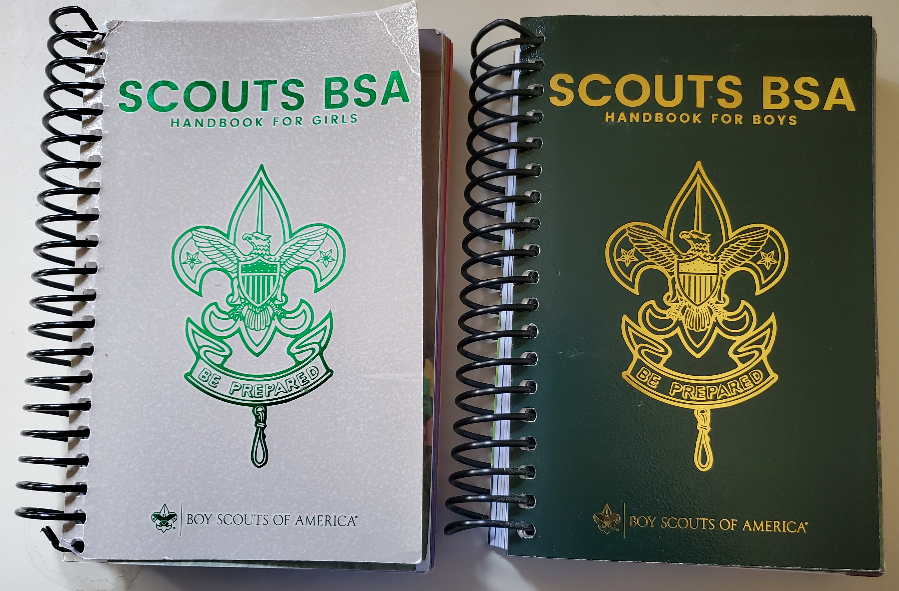 SCOUTS BSA
HANDBOOK FOR GIRLS
BE PREPARED
BOY SCOUTS OF AMERICA®
SCOUTS BSA
HANDBOOK FOR BOYS
BE PREPARED
BOY SCOUTS OF AMERICA®